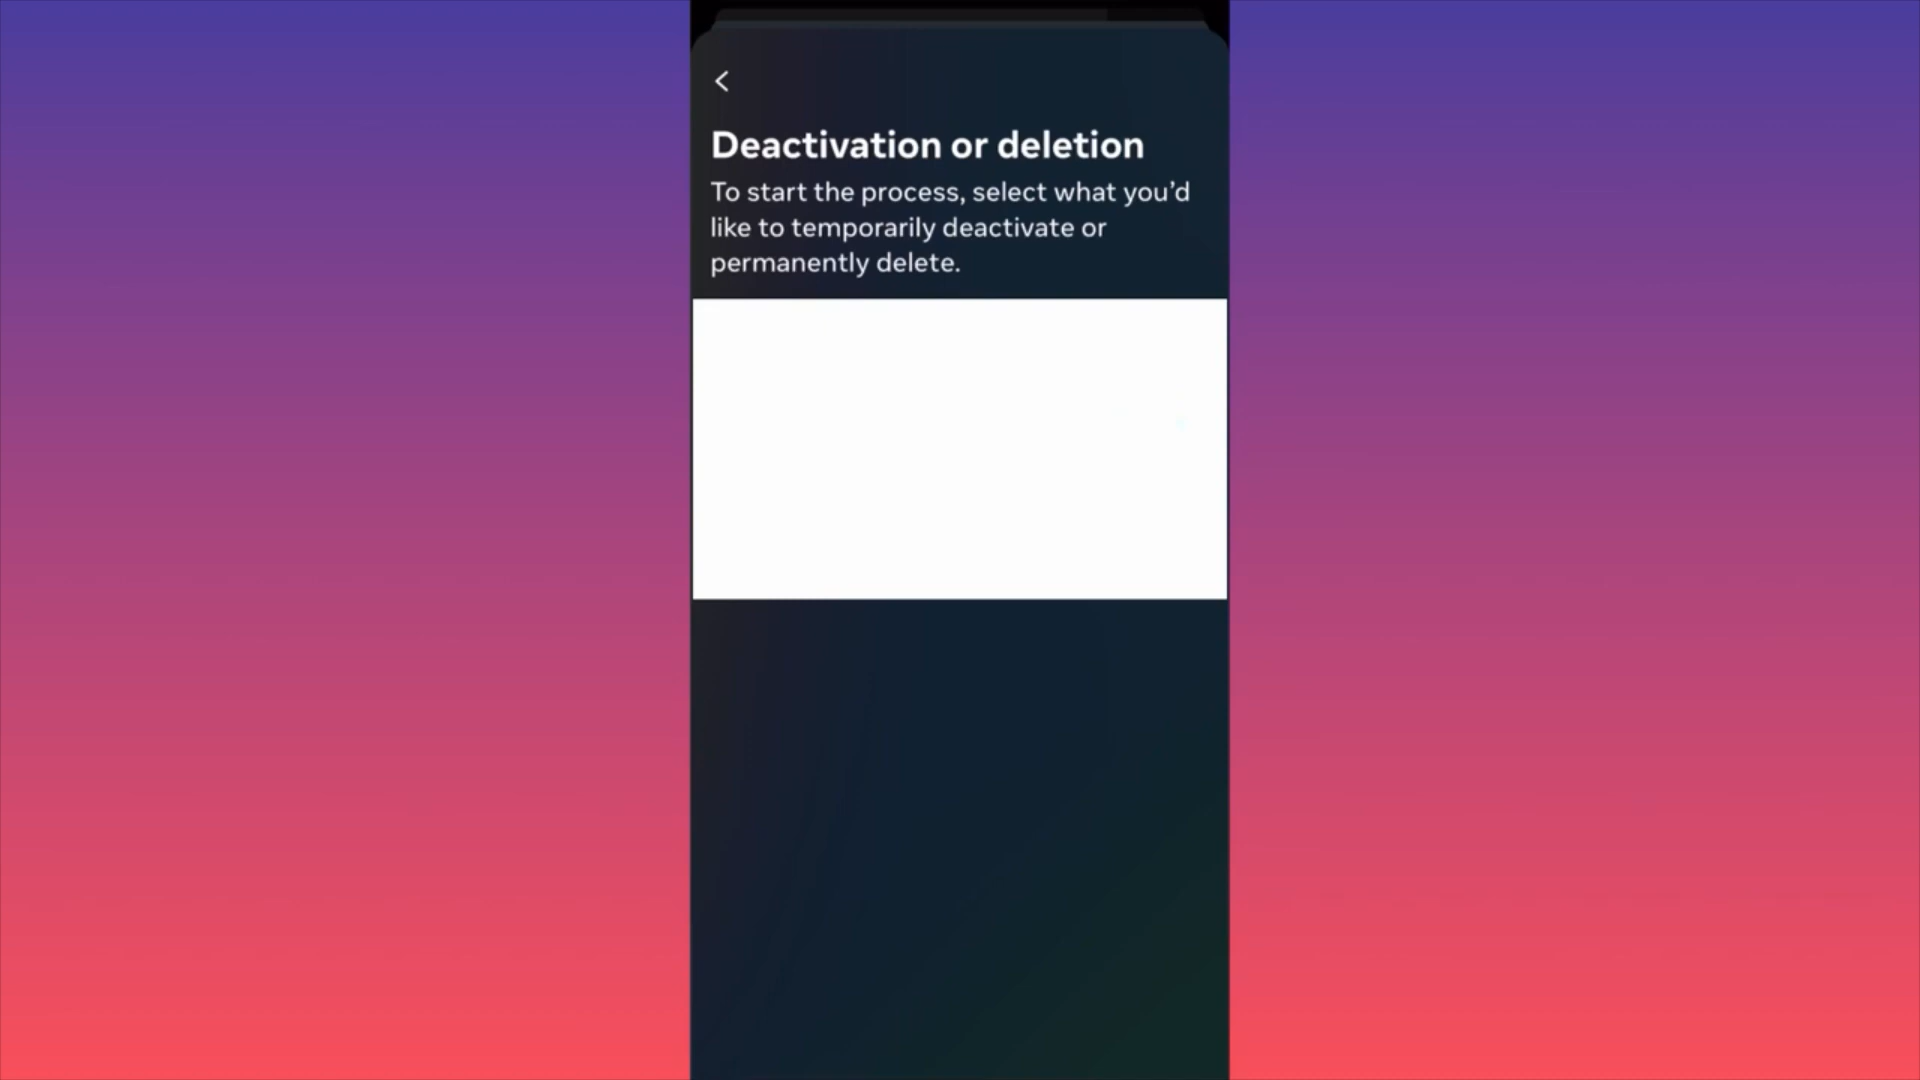 Deactivation or deletion
To start the process, select what you’d
like to temporarily deactivate or
permanently delete.